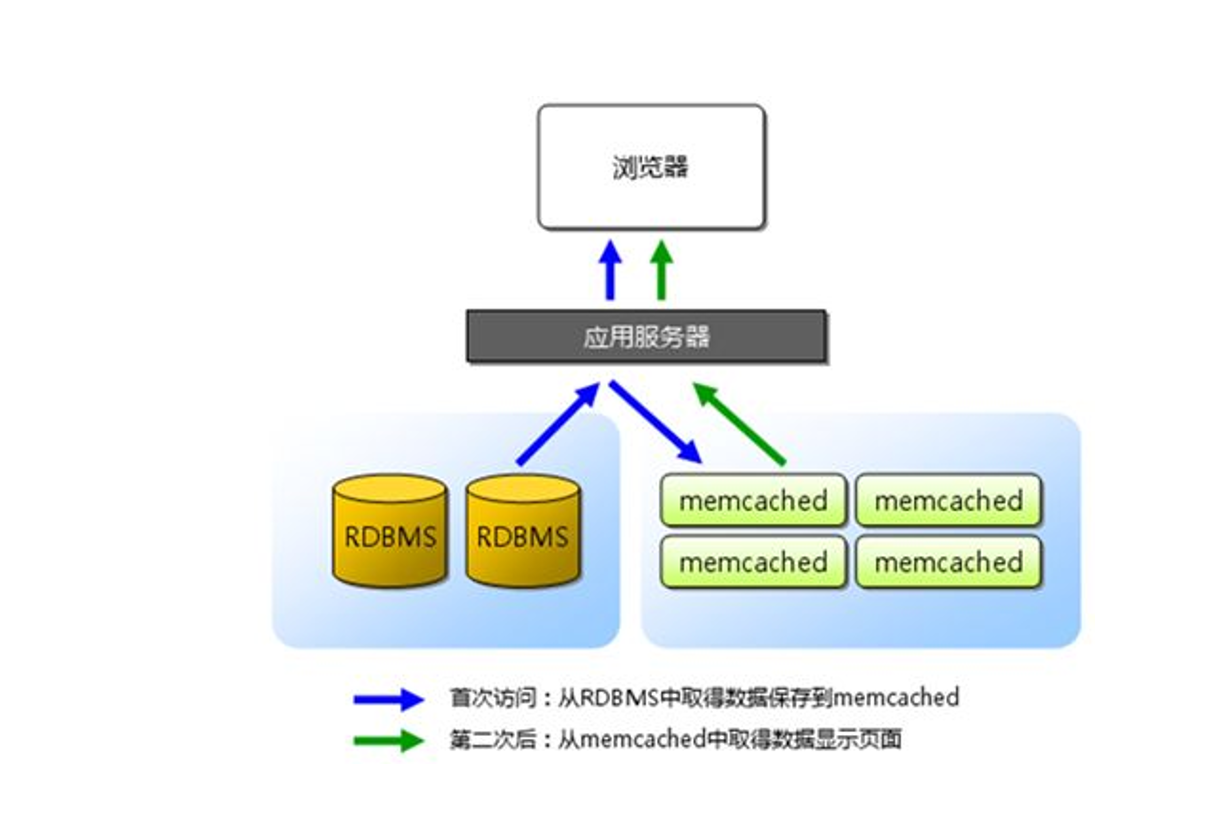 浏览器
应用服务器
RDBMS RDBMS
memcached memcached
memcached memcached
首次访问：从RDBMS中取得数据保存到memcached
第二次后：从memcached中取得数据显示页面